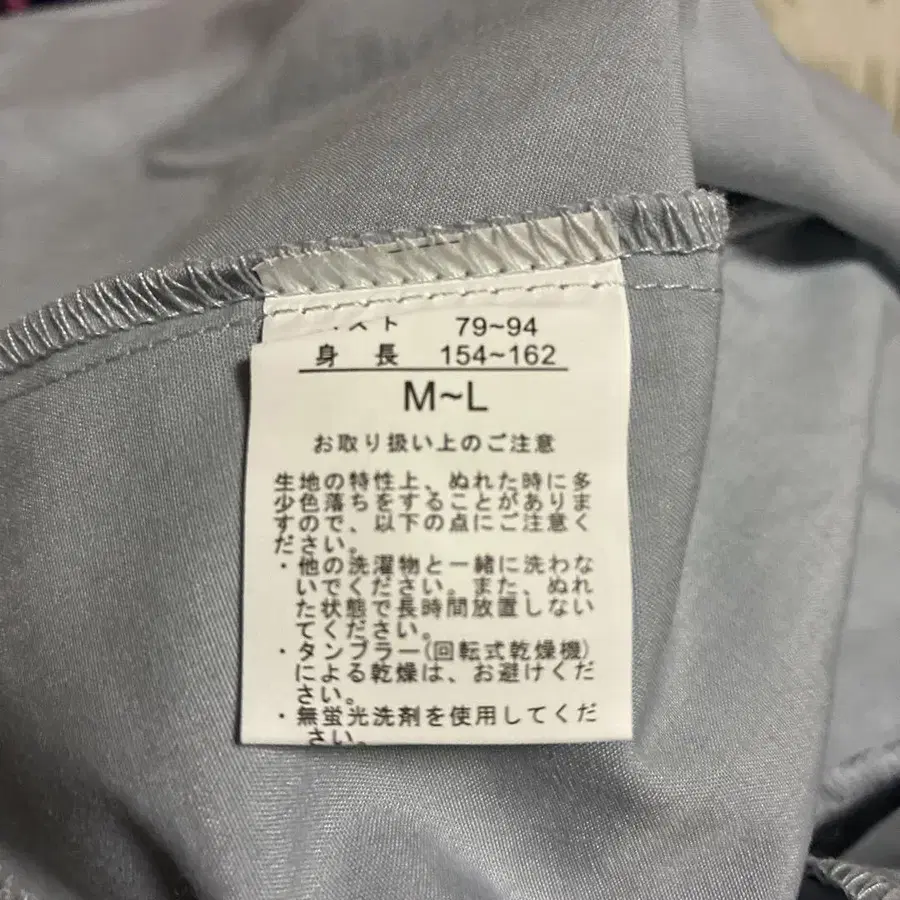 スト 79~94
身 長 154~162
M~L
お取り扱い上のご注意
生地の特性上、ぬれた時に多
少色落ちをすることがありま
すので、以下の点にご注意く
ださい。
・他の洗濯物と一緒に洗わな
いでください。また、ぬれ
た状態で長時間放置しない
てください。
・タンブラー(回転式乾燥機)
による乾燥は、お避けくだ
さい。
・無蛍光洗剤を使用してくだ
さい。